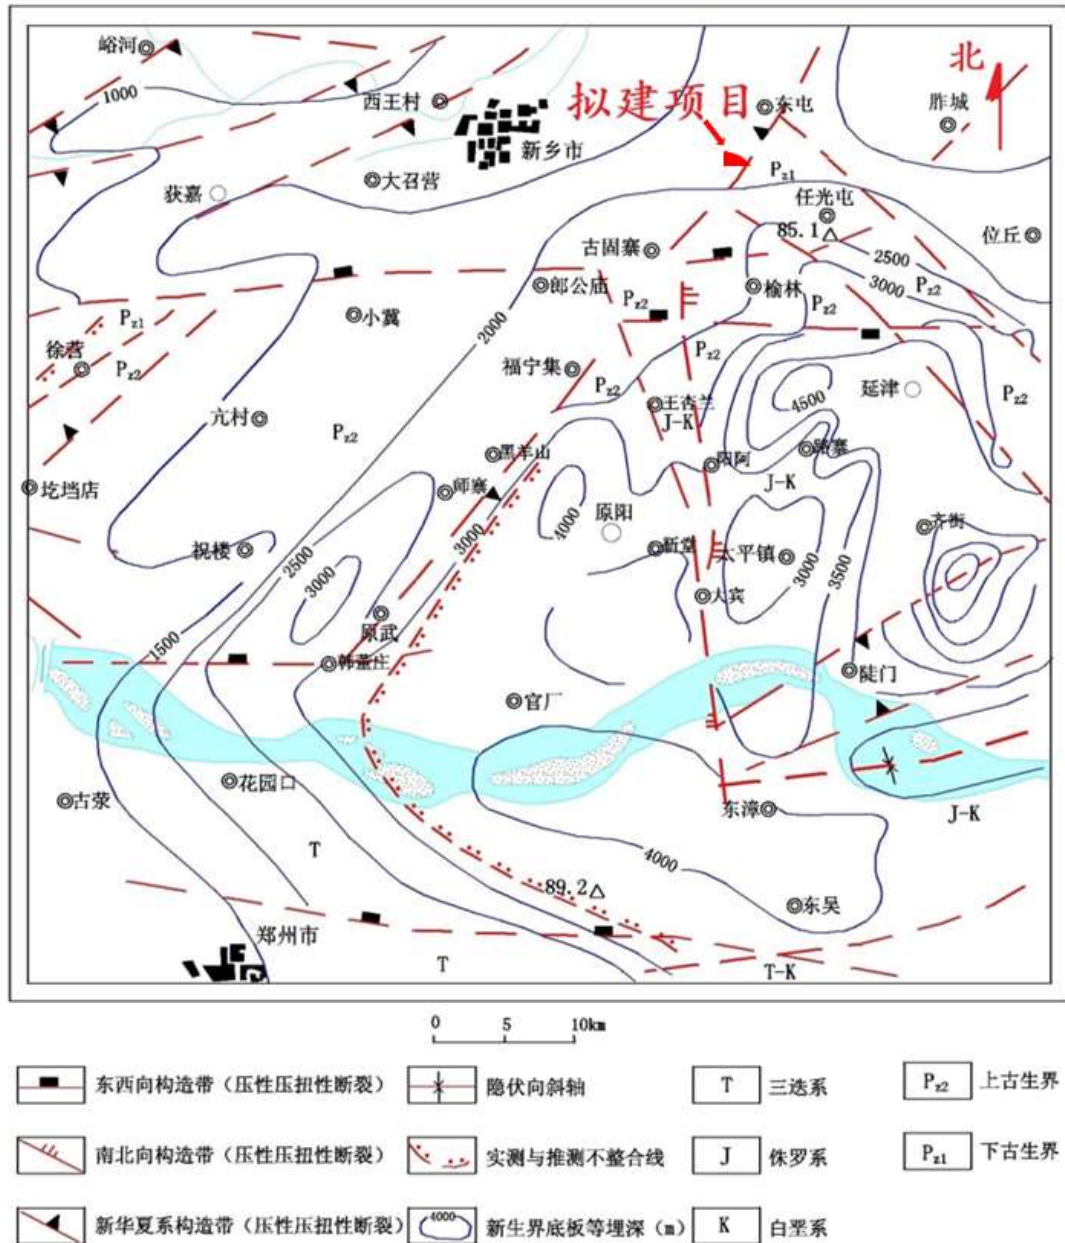 峪河
北
1000
西王村
拟建项目
东屯
胙城
新乡市
大召营
Pz1
获嘉
任光屯
古固寨
85.1
位丘
2500
郎公庙
榆林
3000
Pz2
Pz2
小冀
Pz1
2000
Pz2
徐营
Pz2
Pz2
福宁集
Pz2
延津
Pz2
4500
王杏兰
J-K
亢村
Pz2
黑羊山
路寨
阳阿
师寨
J-K
圪垱店
4000
原阳
齐街
3000
祝楼
2500
靳堂
太平镇
3000
3500
3000
大宾
原武
1500
韩董庄
陡门
官厂
花园口
古荥
东漳
J-K
T
4000
89.2
东吴
郑州市
T
T-K
0 5 10km
东西向构造带（压性压扭性断裂）
隐伏向斜轴
T 三迭系
Pz2 上古生界
南北向构造带（压性压扭性断裂）
实测与推测不整合线
J 侏罗系
Pz1 下古生界
新华夏系构造带（压性压扭性断裂）
4000 新生界底板等埋深（m）
K 白垩系